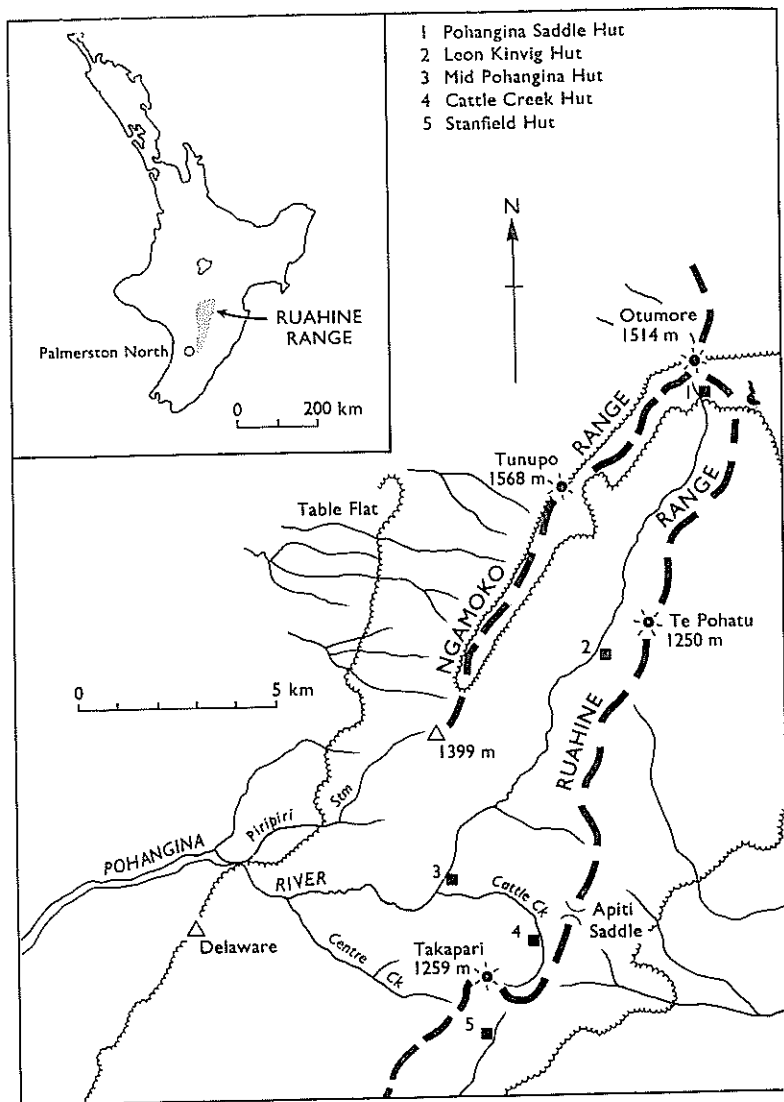 1 Pohangina Saddle Hut
2 Leon Kinvig Hut
3 Mid Pohangina Hut
4 Cattle Creek Hut
5 Stanfield Hut
RUAHINE
RANGE
Palmerston North
0 200 km
N
Otumore
1514 m
1
RANGE
Tunupo
1568 m
RANGE
Table Flat
NGAMOKO
Te Pohatu
1250 m
2
0 5 km
RUAHINE
1399 m
Piripiri Stm
POHANGINA
RIVER
3
Cattle Ck
Apiti
Saddle
Delaware
4
Centre
Ck
Takapari
1259 m
5